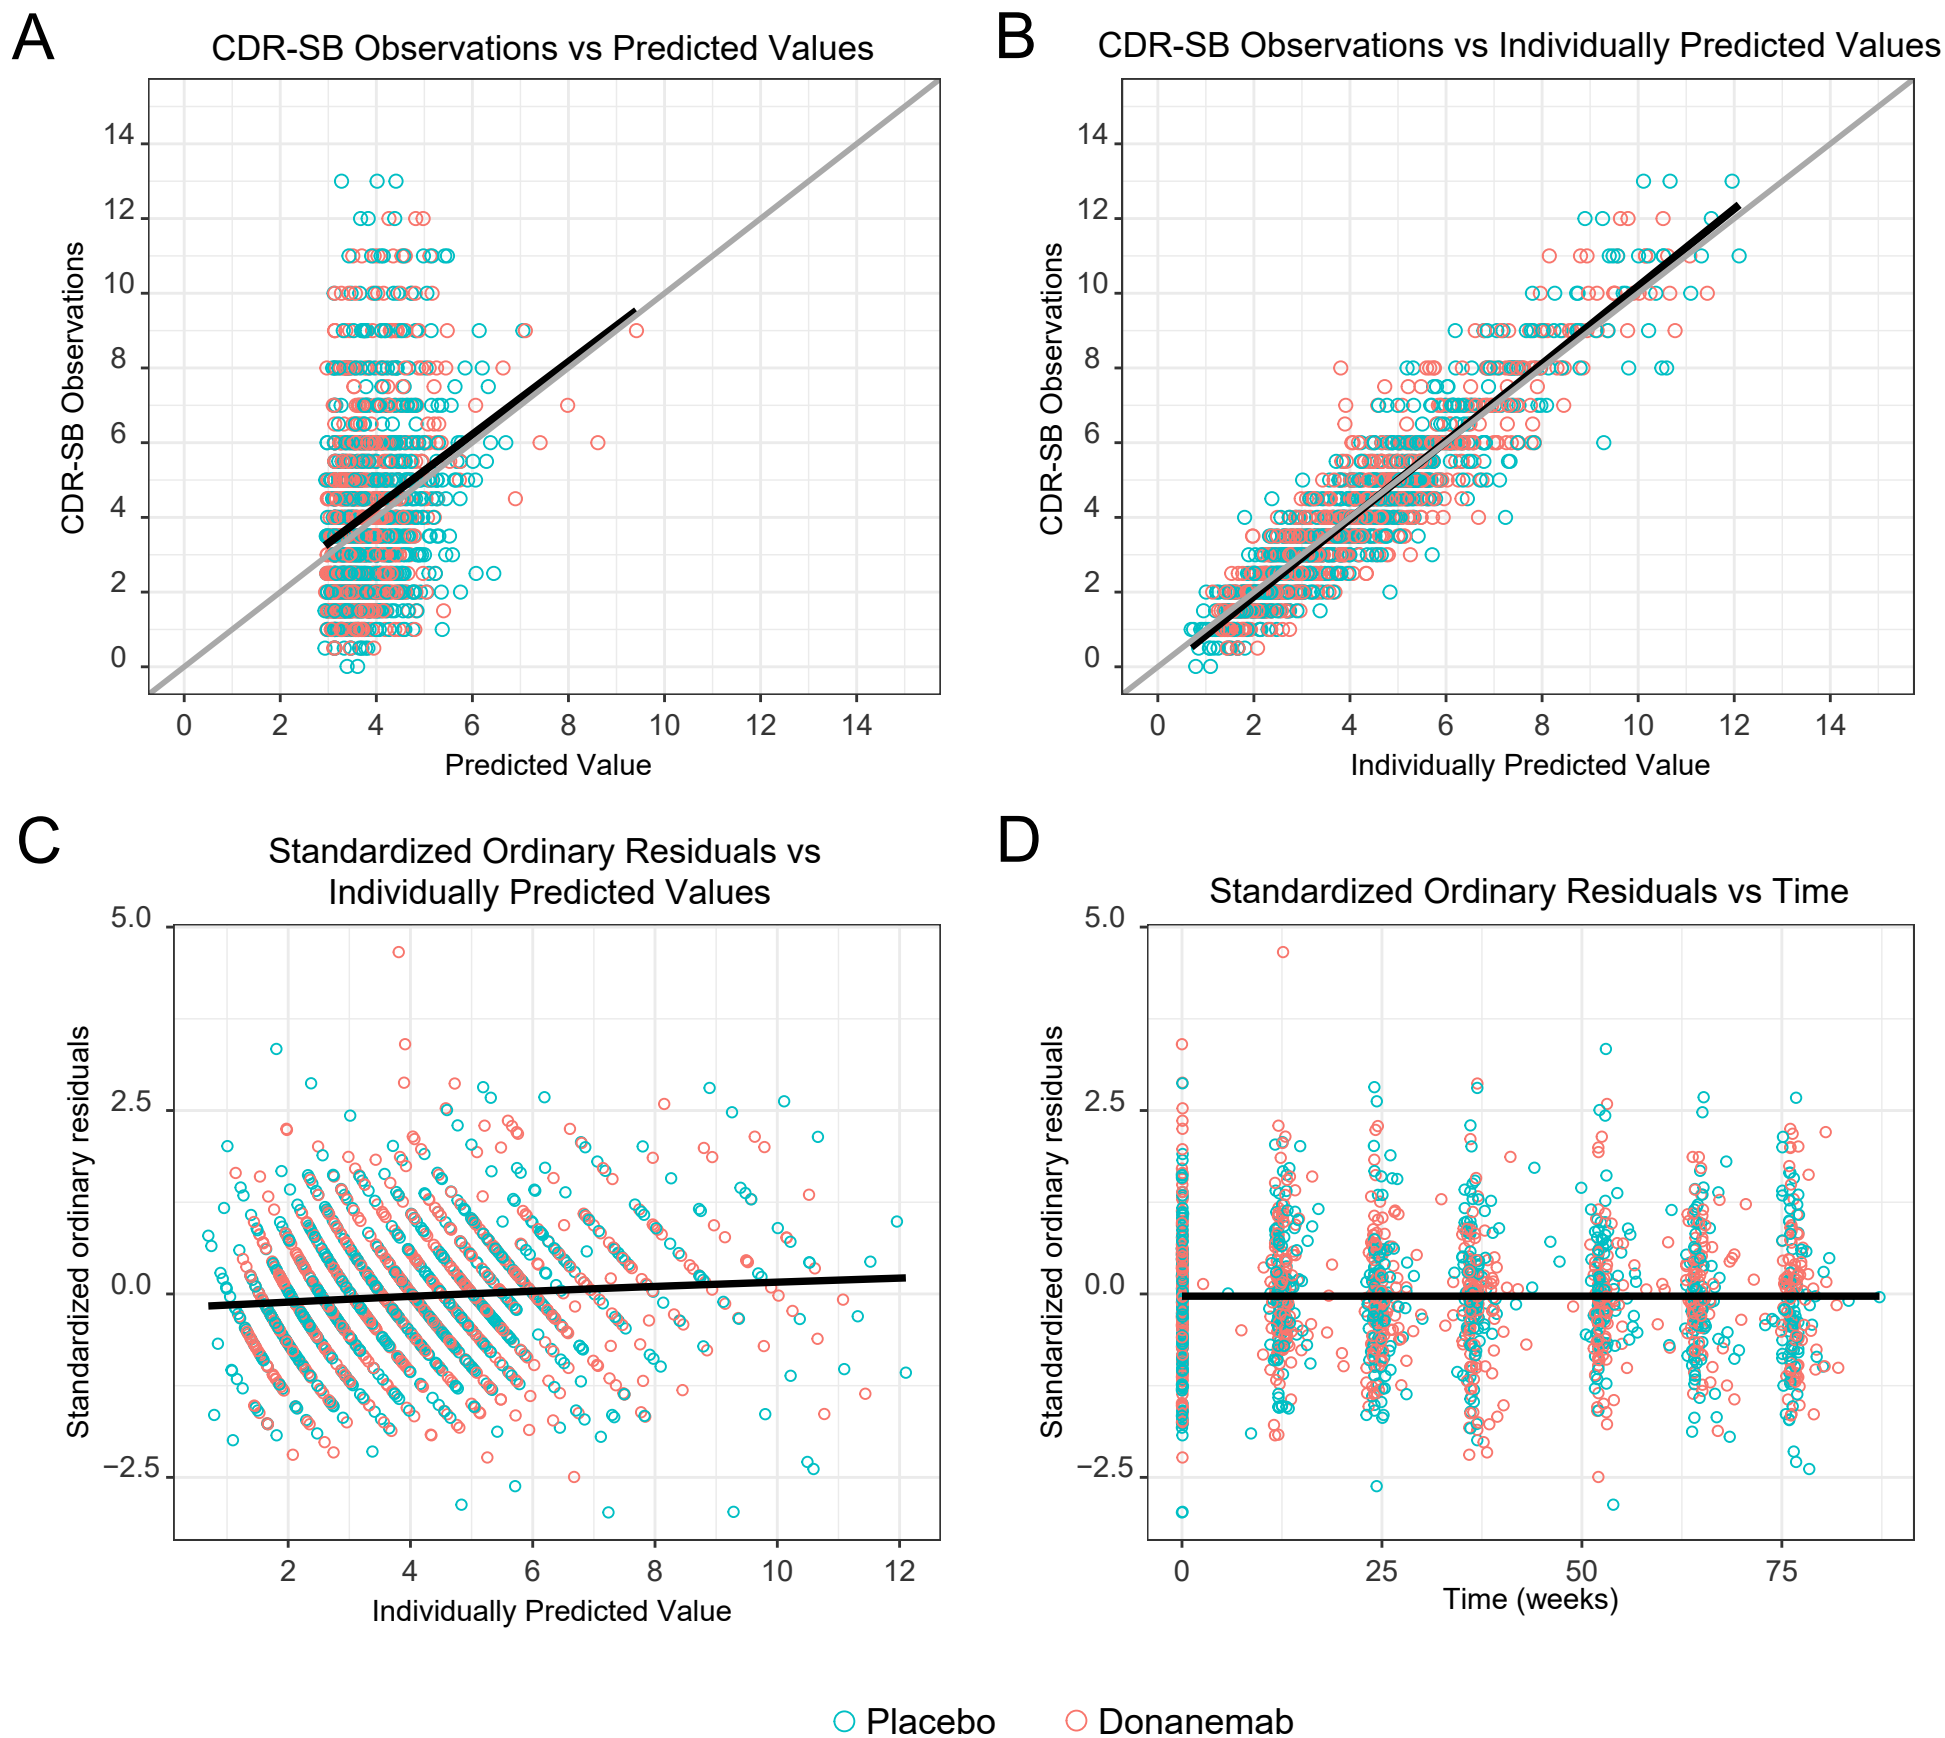 A
CDR-SB Observations vs Predicted Values
CDR-SB Observations
14
12
10
8
6
4
2
0
0 2 4 6 8 10 12 14
Predicted Value
B
CDR-SB Observations vs Individually Predicted Values
CDR-SB Observations
14
12
10
8
6
4
2
0
0 2 4 6 8 10 12 14
Individually Predicted Value
C
Standardized Ordinary Residuals vs
Individually Predicted Values
Standardized ordinary residuals
5.0
2.5
0.0
−2.5
2 4 6 8 10 12
Individually Predicted Value
D
Standardized Ordinary Residuals vs Time
Standardized ordinary residuals
5.0
2.5
0.0
−2.5
0 25 50 75
Time (weeks)
Placebo Donanemab